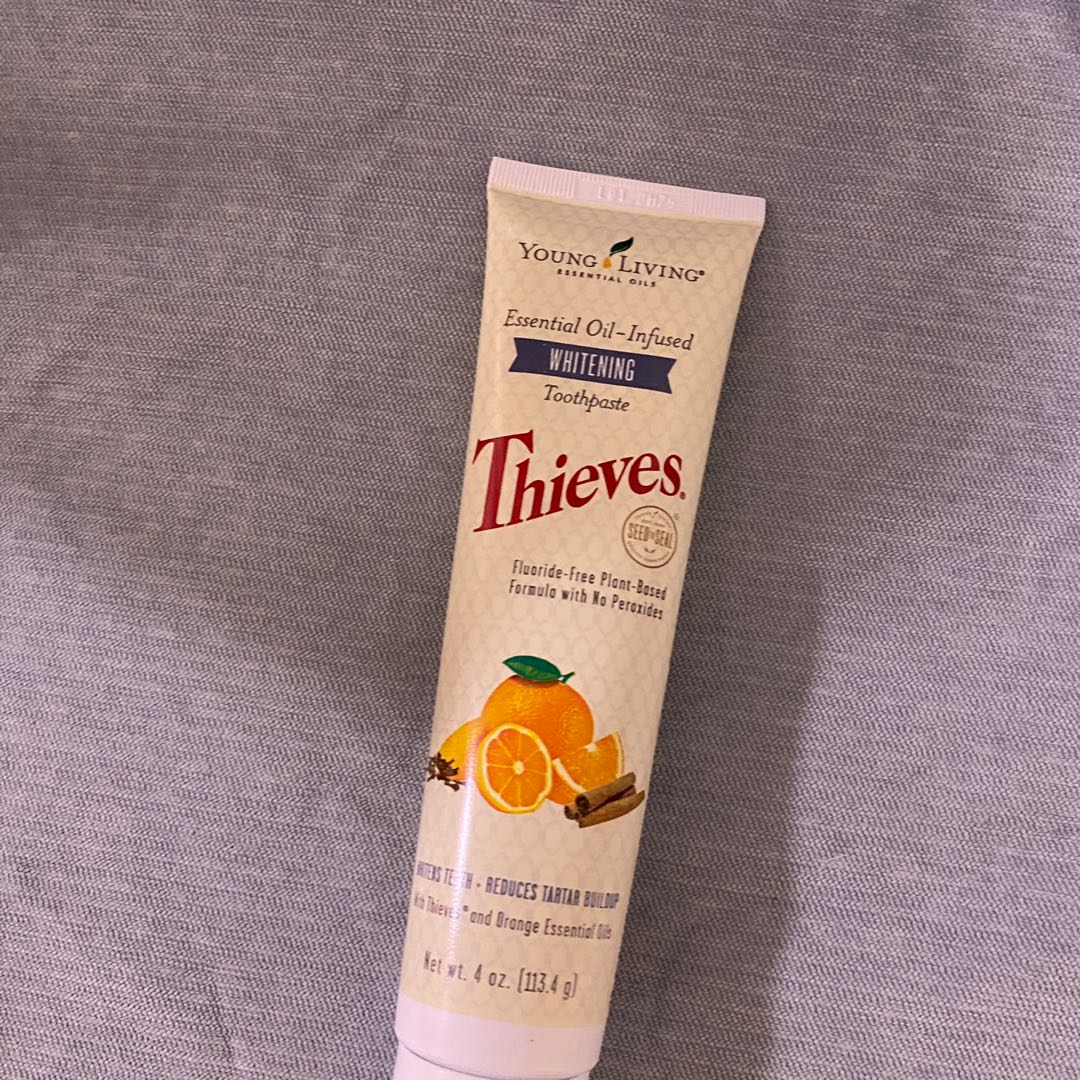 YOUNG LIVING®
ESSENTIAL OILS
Essential Oil-Infused
WHITENING
Toothpaste
Thieves®
SEED TO SEAL®
Fluoride-Free Plant-Based
Formula with No Peroxides
TEETH • REDUCES TARTAR BUILDUP
With Thieves® and Orange Essential Oils
Net wt. 4 oz. (113.4 g)